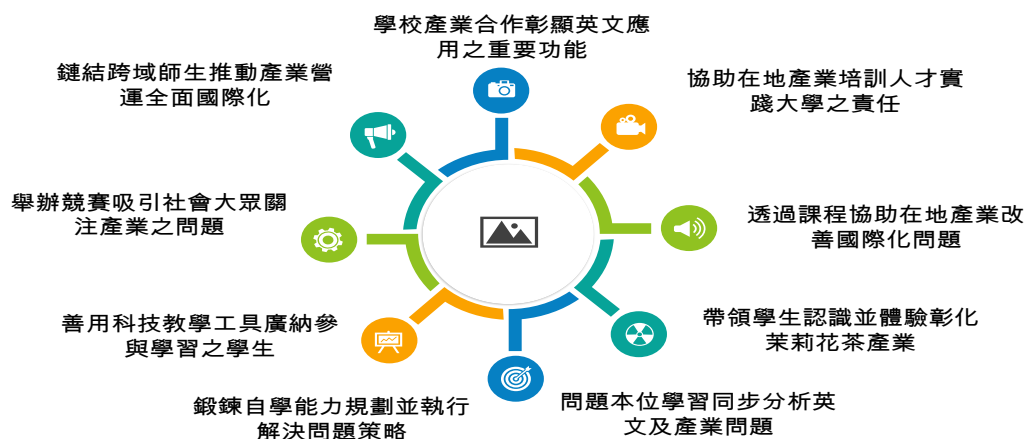 學校產業合作彰顯英文應
用之重要功能
協助在地產業培訓人才實
踐大學之責任
透過課程協助在地產業改
善國際化問題
帶領學生認識並體驗彰化
茉莉花茶產業
問題本位學習同步分析英
文及產業問題
鍛鍊自學能力規劃並執行
解決問題策略
善用科技教學工具廣納參
與學習之學生
舉辦競賽吸引社會大眾關
注產業之問題
鏈結跨域師生推動產業營
運全面國際化